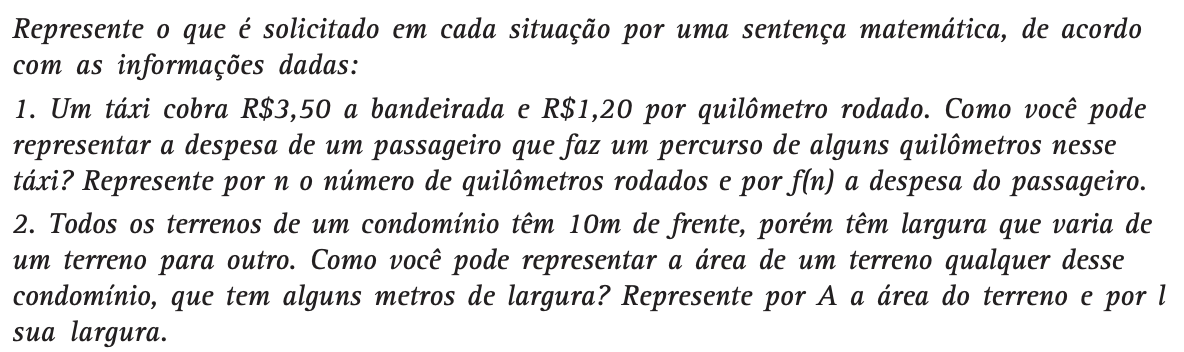 Represente o que é solicitado em cada situação por uma sentença matemática, de acordo
com as informações dadas:
1. Um táxi cobra R$3,50 a bandeirada e R$1,20 por quilômetro rodado. Como você pode
representar a despesa de um passageiro que faz um percurso de alguns quilômetros nesse
táxi? Represente por n o número de quilômetros rodados e por f(n) a despesa do passageiro.
2. Todos os terrenos de um condomínio têm 10m de frente, porém têm largura que varia de
um terreno para outro. Como você pode representar a área de um terreno qualquer desse
condomínio, que tem alguns metros de largura? Represente por A a área do terreno e por l
sua largura.